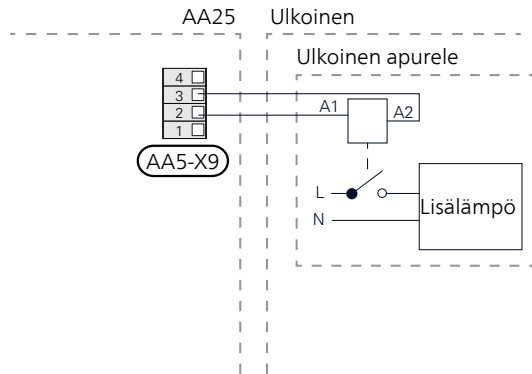 AA25
Ulkoinen
Ulkoinen apurele
4
3
2
1
A1
A2
AA5-X9
L
N
Lisälämpö